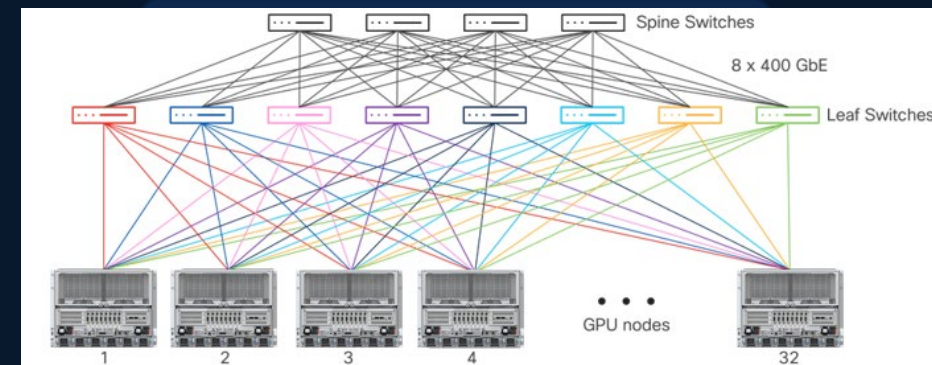 Spine Switches
8 x 400 GbE
Leaf Switches
GPU nodes
1 2 3 4 32